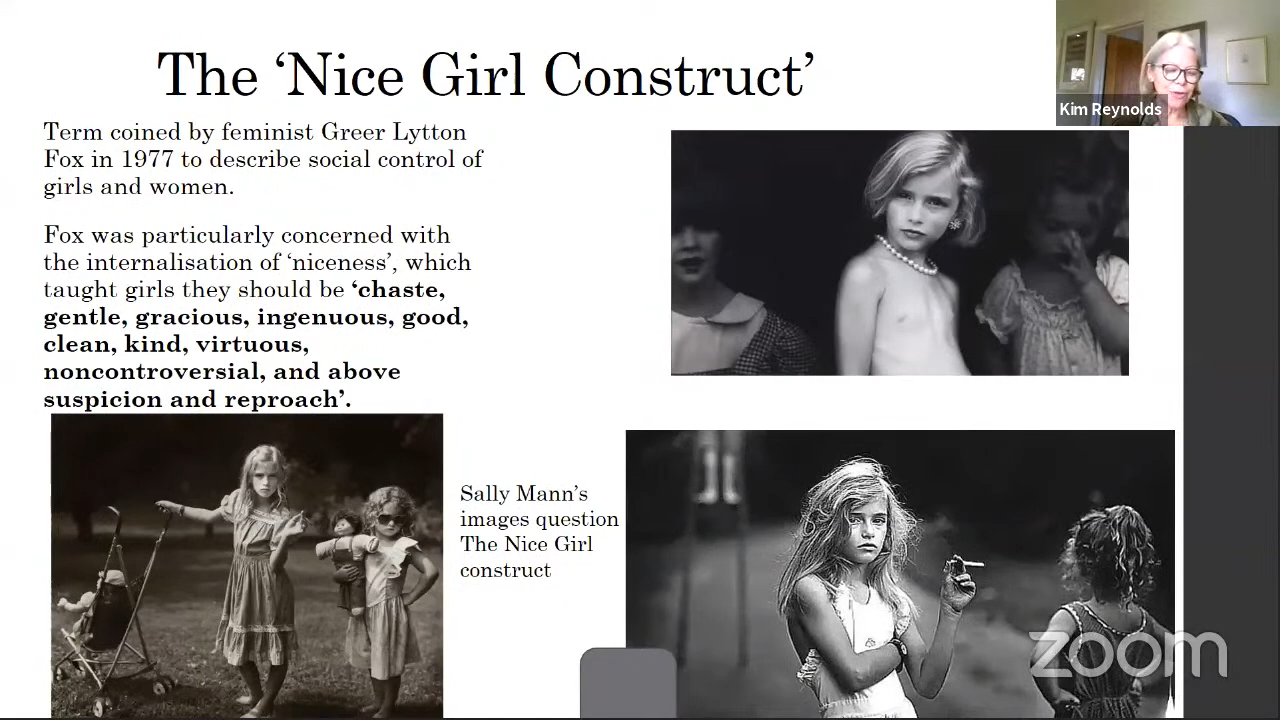 The ‘Nice Girl Construct’
Kim Reynolds
Term coined by feminist Greer Lytton
Fox in 1977 to describe social control of
girls and women.
Fox was particularly concerned with
the internalisation of ‘niceness’, which
taught girls they should be ‘chaste,
gentle, gracious, ingenuous, good,
clean, kind, virtuous,
noncontroversial, and above
suspicion and reproach’.
Sally Mann’s
images question
The Nice Girl
construct
zoom